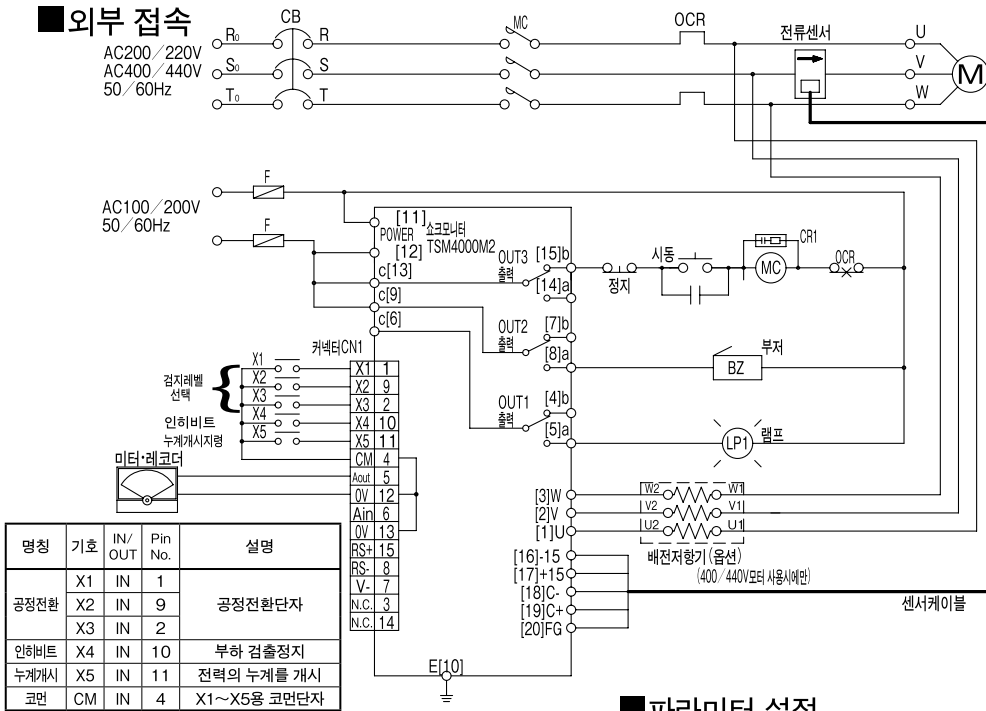 ■외부 접속
AC200/220V
AC400/440V
50/60Hz
R₀ CB R MC OCR 전류센서 U
S₀ S V M
T₀ T W
AC100/200V
50/60Hz
F
F
[11]
POWER
[12]
쇼크모니터
TSM4000M2
c[13]
c[9]
c[6]
OUT3
출력
[15]b
[14]a
OUT2
출력
[7]b
[8]a
OUT1
출력
[4]b
[5]a
정지
시동
CR1
MC
OCR
BZ
부저
LP1
램프
커넥터CN1
검지레벨
선택
인히비트
누계개시지령
X1
X2
X3
X4
X5
X1 1
X2 9
X3 2
X4 10
X5 11
CM 4
Aout 5
0V 12
Ain 6
0V 13
RS+ 15
RS- 8
V- 7
N.C. 3
N.C. 14
미터·레코더
[3]W
[2]V
[1]U
W2 W1
V2 V1
U2 U1
배전저항기(옵션)
(400/440V모터 사용시에만)
[16]-15
[17]+15
[18]C-
[19]C+
[20]FG
센서케이블
E[10]
명칭 기호 IN/OUT Pin No. 설명
공정전환 X1 IN 1 공정전환단자
X2 IN 9
X3 IN 2
인히비트 X4 IN 10 부하 검출정지
누계개시 X5 IN 11 전력의 누계를 개시
코먼 CM IN 4 X1~X5용 코먼단자
■파라미터 설정